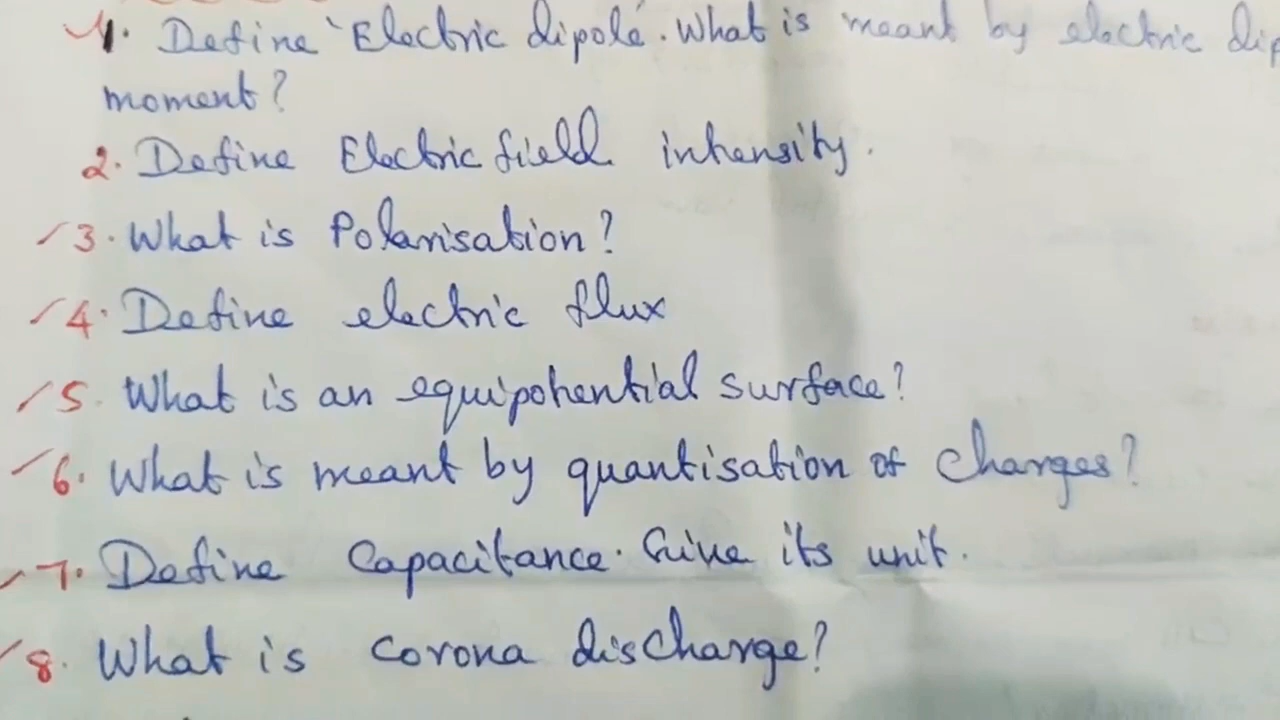 1. Define 'Electric dipole'. What is meant by electric dip
moment?
2. Define Electric field intensity.
3. What is Polarisation?
4. Define electric flux
5. What is an equipotential surface?
6. What is meant by quantisation of charges?
7. Define Capacitance. Give its unit.
8. What is corona discharge?